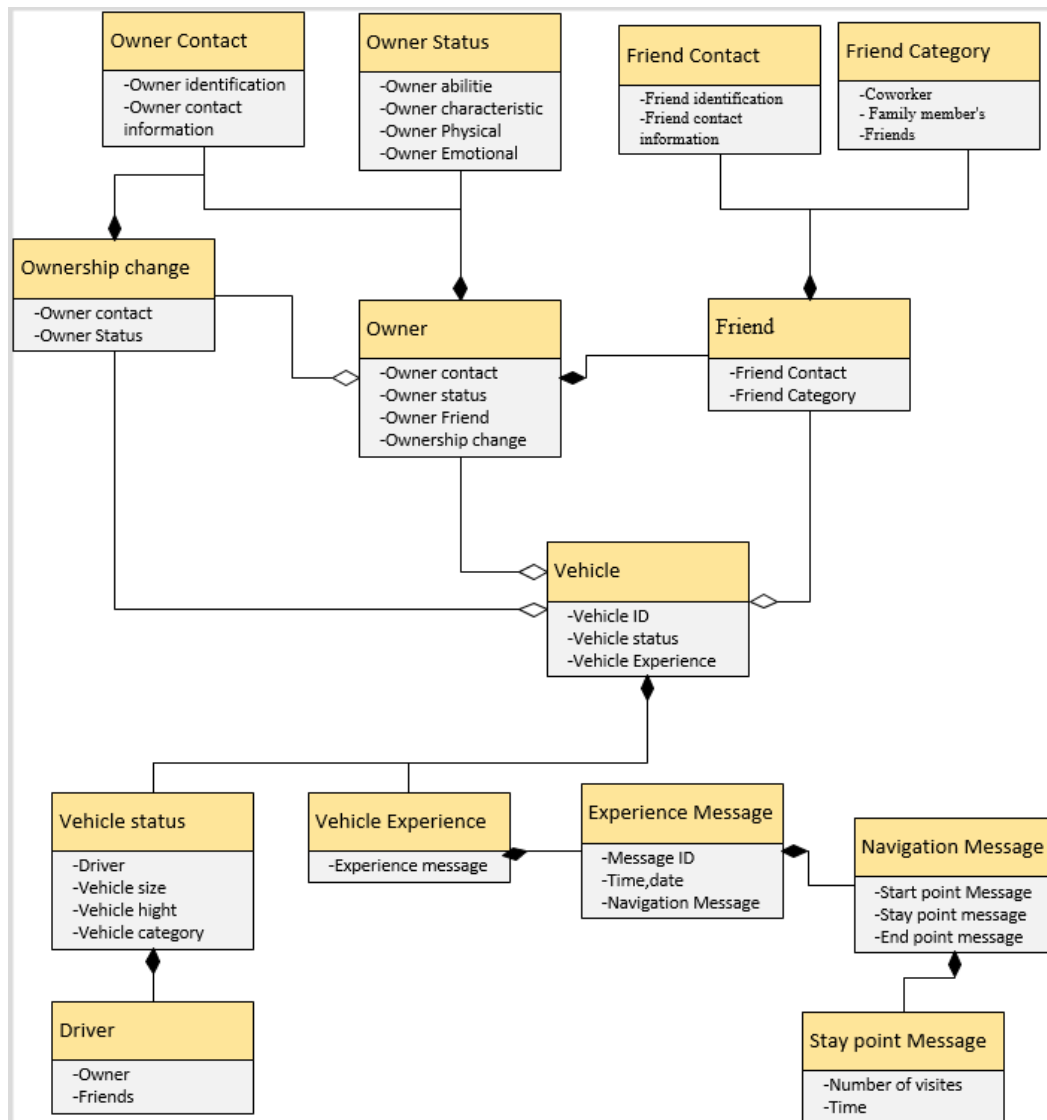 Owner Contact
-Owner identification
-Owner contact
information
Owner Status
-Owner abilitie
-Owner characteristic
-Owner Physical
-Owner Emotional
Friend Contact
-Friend identification
-Friend contact
information
Friend Category
-Coworker
- Family member's
-Friends
Ownership change
-Owner contact
-Owner Status
Owner
-Owner contact
-Owner status
-Owner Friend
-Ownership change
Friend
-Friend Contact
-Friend Category
Vehicle
-Vehicle ID
-Vehicle status
-Vehicle Experience
Vehicle status
-Driver
-Vehicle size
-Vehicle hight
-Vehicle category
Vehicle Experience
-Experience message
Experience Message
-Message ID
-Time,date
-Navigation Message
Navigation Message
-Start point Message
-Stay point message
-End point message
Driver
-Owner
-Friends
Stay point Message
-Number of visites
-Time